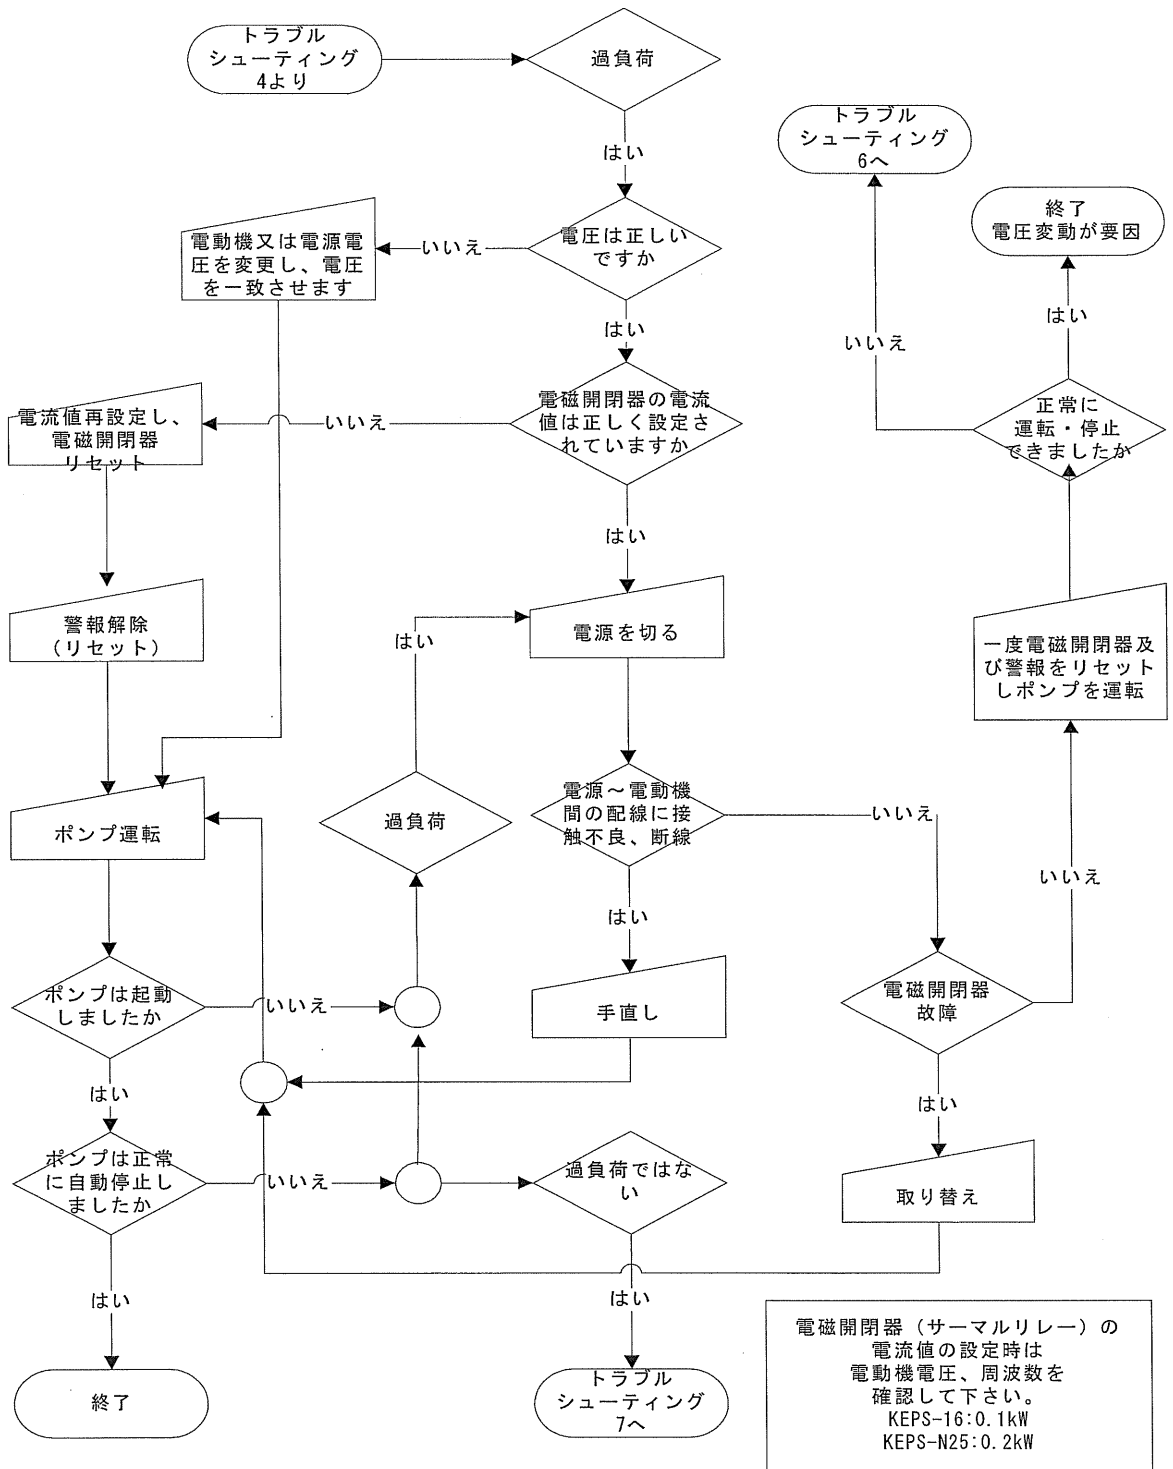 トラブル
シューティング
4より
過負荷
はい
トラブル
シューティング
6へ
終了
電圧変動が要因
電動機又は電源電
圧を変更し、電圧
を一致させます
いいえ
電圧は正しい
ですか
はい
はい
いいえ
電流値再設定し、
電磁開閉器
リセット
いいえ
電磁開閉器の電流
値は正しく設定さ
れていますか
正常に
運転・停止
できましたか
はい
警報解除
(リセット)
はい
電源を切る
一度電磁開閉器及
び警報をリセット
しポンプを運転
ポンプ運転
過負荷
電源～電動機
間の配線に接
触不良、断線
いいえ
いいえ
はい
ポンプは起動
しましたか
いいえ
手直し
電磁開閉器
故障
はい
はい
ポンプは正常
に自動停止し
ましたか
いいえ
過負荷ではな
い
取り替え
はい
はい
終了
トラブル
シューティング
7へ
電磁開閉器（サーマルリレー）の
電流値の設定時は
電動機電圧、周波数を
確認して下さい。
KEPS-16:0.1kW
KEPS-N25:0.2kW